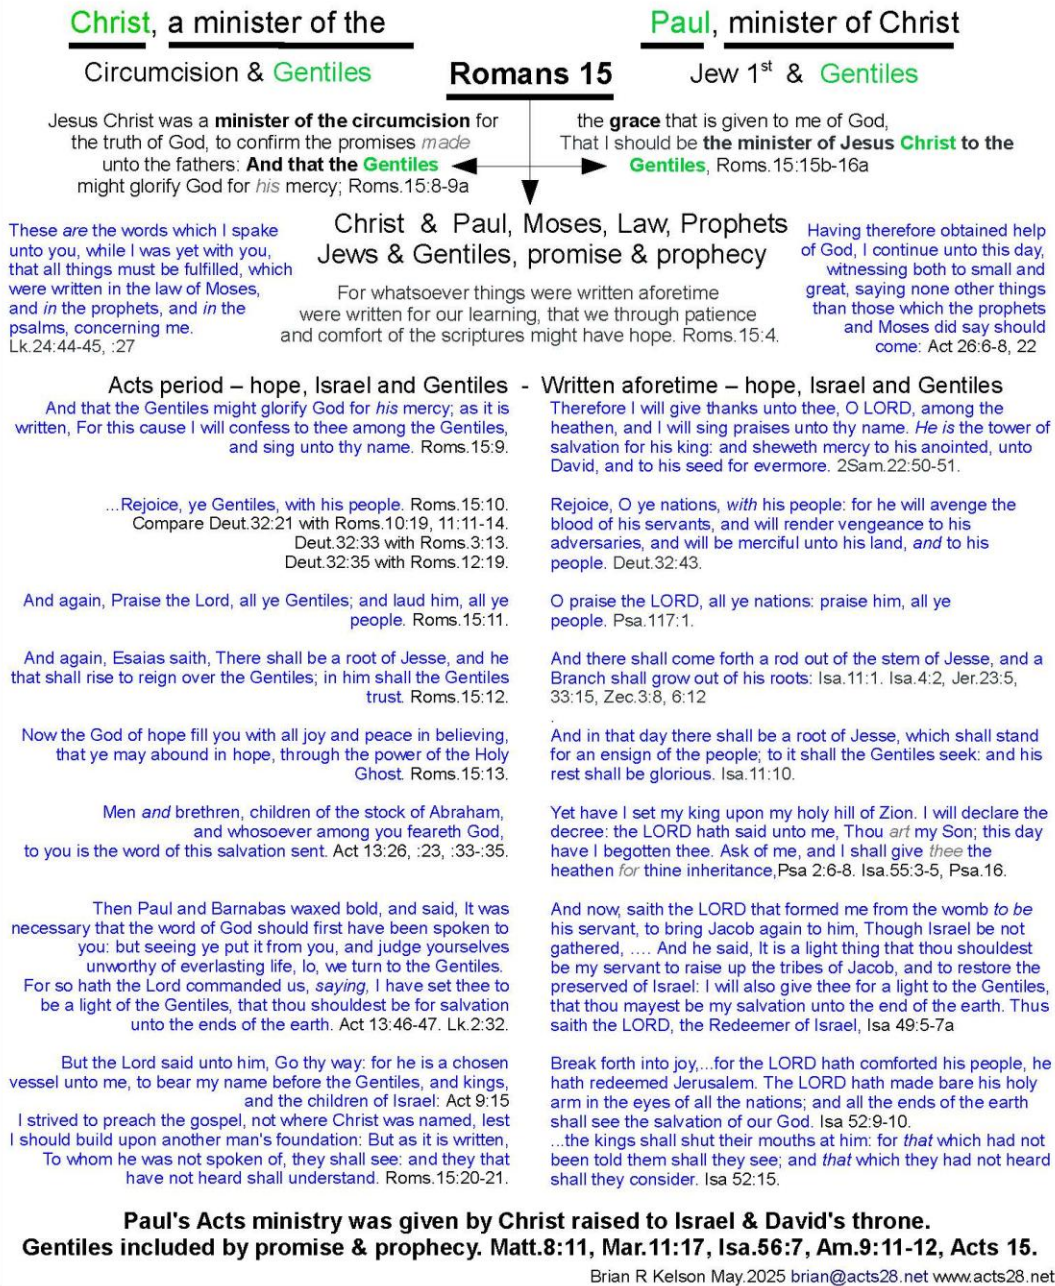 Christ, a minister of the
Circumcision & Gentiles
Romans 15
Paul, minister of Christ
Jew 1st & Gentiles
Jesus Christ was a minister of the circumcision for
the truth of God, to confirm the promises made
unto the fathers: And that the Gentiles
might glorify God for his mercy; Roms.15:8-9a
the grace that is given to me of God,
That I should be the minister of Jesus Christ to the
Gentiles, Roms.15:15b-16a
These are the words which I spake
unto you, while I was yet with you,
that all things must be fulfilled, which
were written in the law of Moses,
and in the prophets, and in the
psalms, concerning me.
Lk.24:44-45, :27
Christ & Paul, Moses, Law, Prophets
Jews & Gentiles, promise & prophecy
For whatsoever things were written aforetime
were written for our learning, that we through patience
and comfort of the scriptures might have hope. Roms.15:4.
Having therefore obtained help
of God, I continue unto this day,
witnessing both to small and
great, saying none other things
than those which the prophets
and Moses did say should
come: Act 26:6-8, 22
Acts period – hope, Israel and Gentiles - Written aforetime – hope, Israel and Gentiles
And that the Gentiles might glorify God for his mercy; as it is
written, For this cause I will confess to thee among the Gentiles,
and sing unto thy name. Roms.15:9.
Therefore I will give thanks unto thee, O LORD, among the
heathen, and I will sing praises unto thy name. He is the tower of
salvation for his king: and sheweth mercy to his anointed, unto
David, and to his seed for evermore. 2Sam.22:50-51.
...Rejoice, ye Gentiles, with his people. Roms.15:10.
Compare Deut.32:21 with Roms.10:19, 11:11-14.
Deut.32:33 with Roms.3:13.
Deut.32:35 with Roms.12:19.
Rejoice, O ye nations, with his people: for he will avenge the
blood of his servants, and will render vengeance to his
adversaries, and will be merciful unto his land, and to his
people. Deut.32:43.
And again, Praise the Lord, all ye Gentiles; and laud him, all ye
people. Roms.15:11.
O praise the LORD, all ye nations: praise him, all ye
people. Psa.117:1.
And again, Esaias saith, There shall be a root of Jesse, and he
that shall rise to reign over the Gentiles; in him shall the Gentiles
trust. Roms.15:12.
And there shall come forth a rod out of the stem of Jesse, and a
Branch shall grow out of his roots: Isa.11:1. Isa.4:2, Jer.23:5,
33:15, Zec.3:8, 6:12
.
Now the God of hope fill you with all joy and peace in believing,
that ye may abound in hope, through the power of the Holy
Ghost. Roms.15:13.
And in that day there shall be a root of Jesse, which shall stand
for an ensign of the people; to it shall the Gentiles seek: and his
rest shall be glorious. Isa.11:10.
Men and brethren, children of the stock of Abraham,
and whosoever among you feareth God,
to you is the word of this salvation sent. Act 13:26, :23, :33-:35.
Yet have I set my king upon my holy hill of Zion. I will declare the
decree: the LORD hath said unto me, Thou art my Son; this day
have I begotten thee. Ask of me, and I shall give thee the
heathen for thine inheritance,Psa 2:6-8. Isa.55:3-5, Psa.16.
Then Paul and Barnabas waxed bold, and said, It was
necessary that the word of God should first have been spoken to
you: but seeing ye put it from you, and judge yourselves
unworthy of everlasting life, lo, we turn to the Gentiles.
For so hath the Lord commanded us, saying, I have set thee to
be a light of the Gentiles, that thou shouldest be for salvation
unto the ends of the earth. Act 13:46-47. Lk.2:32.
And now, saith the LORD that formed me from the womb to be
his servant, to bring Jacob again to him, Though Israel be not
gathered, .... And he said, It is a light thing that thou shouldest
be my servant to raise up the tribes of Jacob, and to restore the
preserved of Israel: I will also give thee for a light to the Gentiles,
that thou mayest be my salvation unto the end of the earth. Thus
saith the LORD, the Redeemer of Israel, Isa 49:5-7a
But the Lord said unto him, Go thy way: for he is a chosen
vessel unto me, to bear my name before the Gentiles, and kings,
and the children of Israel: Act 9:15
I strived to preach the gospel, not where Christ was named, lest
I should build upon another man's foundation: But as it is written,
To whom he was not spoken of, they shall see: and they that
have not heard shall understand. Roms.15:20-21.
Break forth into joy,...for the LORD hath comforted his people, he
hath redeemed Jerusalem. The LORD hath made bare his holy
arm in the eyes of all the nations; and all the ends of the earth
shall see the salvation of our God. Isa 52:9-10.
...the kings shall shut their mouths at him: for that which had not
been told them shall they see; and that which they had not heard
shall they consider. Isa 52:15.
Paul's Acts ministry was given by Christ raised to Israel & David's throne.
Gentiles included by promise & prophecy. Matt.8:11, Mar.11:17, Isa.56:7, Am.9:11-12, Acts 15.
Brian R Kelson May.2025 brian@acts28.net www.acts28.net